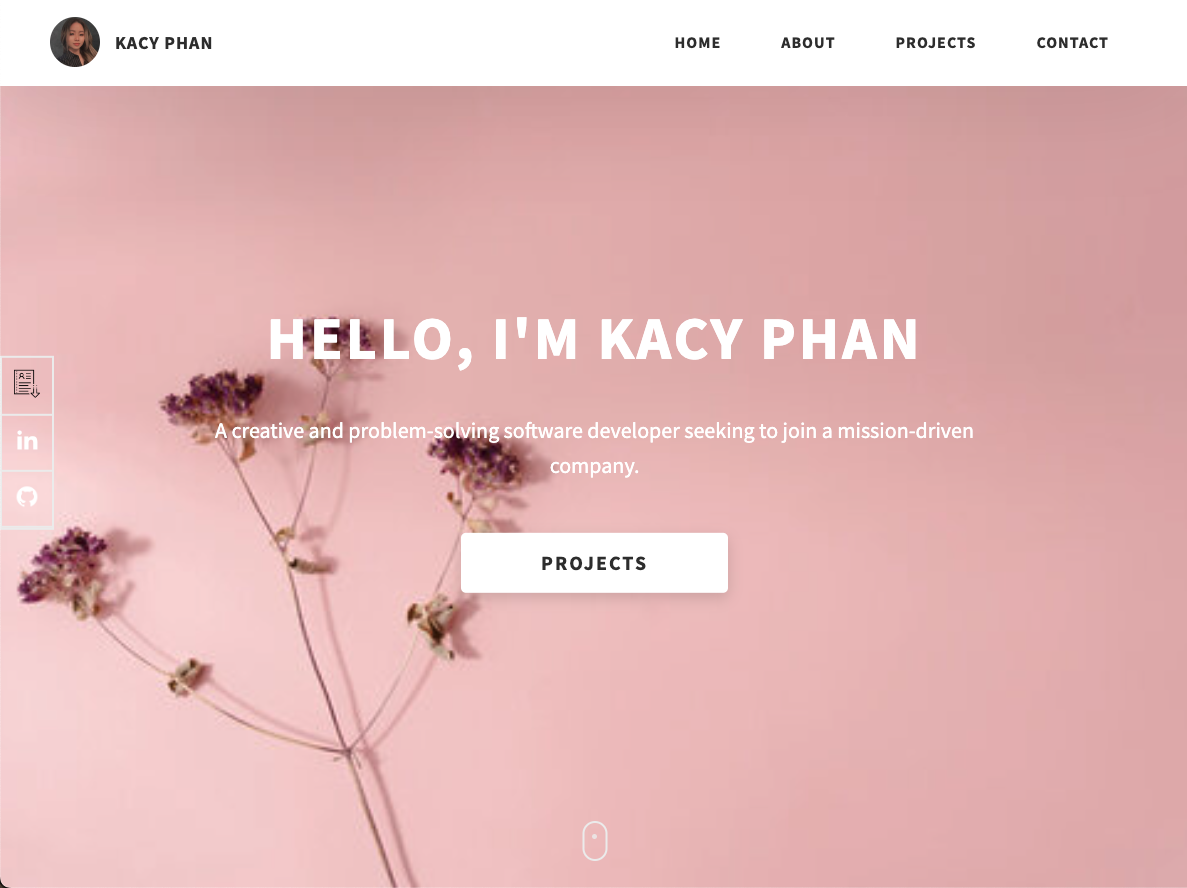 KACY PHAN
HOME ABOUT PROJECTS CONTACT
HELLO, I'M KACY PHAN
A creative and problem-solving software developer seeking to join a mission-driven
company.
in
PROJECTS